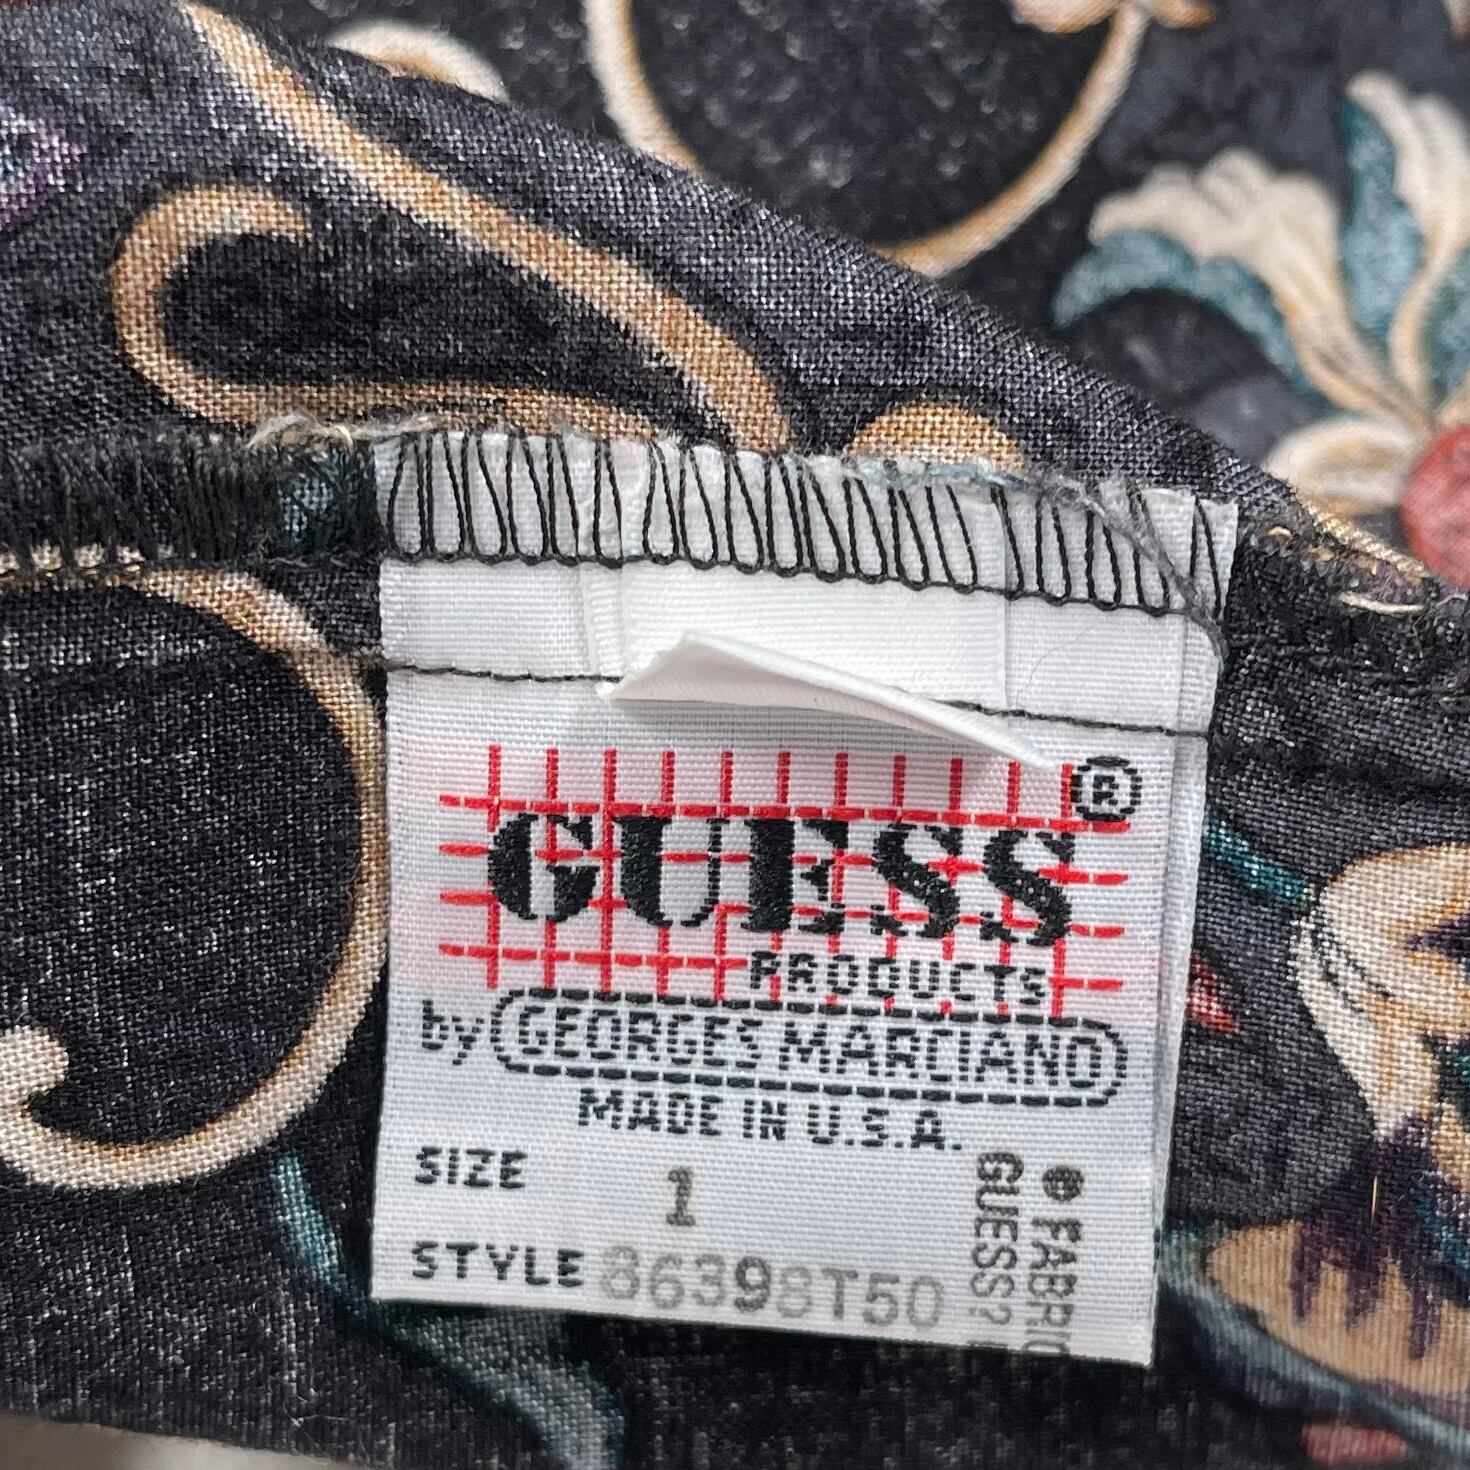 GUESS®
PRODUCTS
by GEORGES MARCIANO
MADE IN U.S.A.
SIZE 1
STYLE 86398T50
© FABRIC
GUESS?